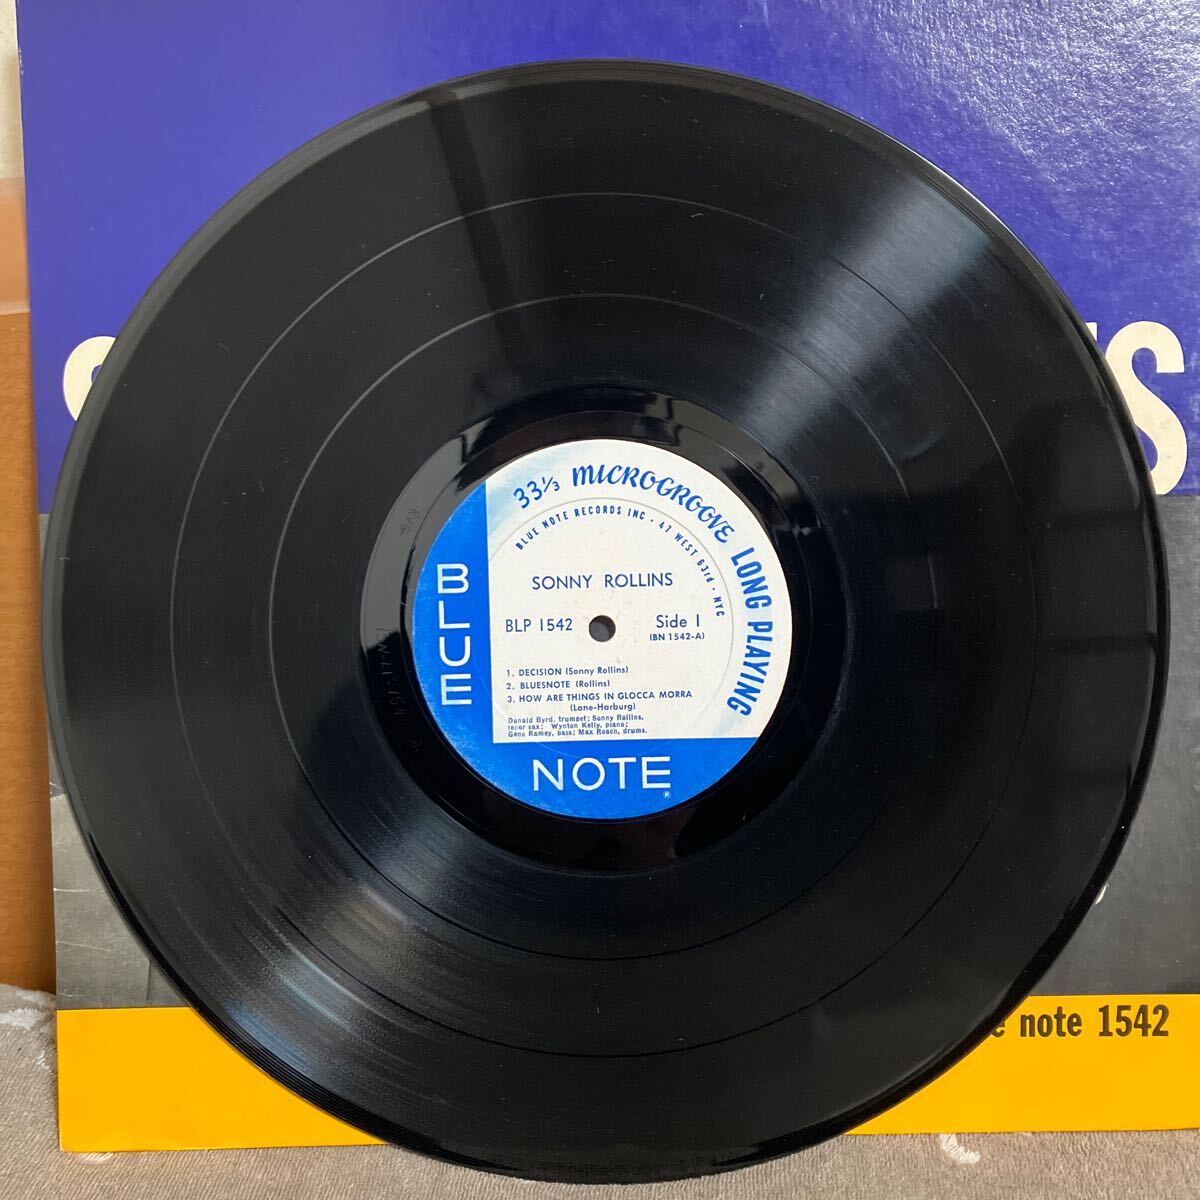 33⅓ MICROGROOVE LONG PLAYING
BLUE NOTE RECORDS INC · 47 WEST 63rd · NYC
SONNY ROLLINS
BLP 1542
Side 1
(BN 1542-A)
1. DECISION (Sonny Rollins)
2. BLUESNOTE (Rollins)
3. HOW ARE THINGS IN GLOCCA MORRA
(Lane-Harburg)
Donald Byrd, trumpet; Sonny Rollins,
tenor sax; Wynton Kelly, piano;
Gene Ramey, bass; Max Roach, drums.
BLUE
NOTE
®
RVG
S
S
e note 1542